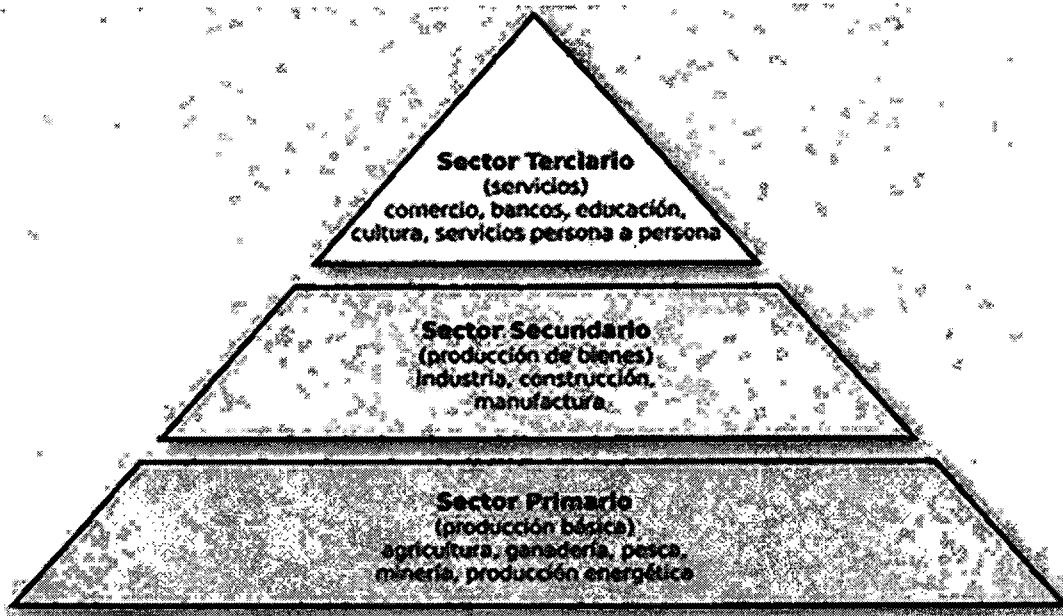 Sector Terciario
(servicios)
comercio, bancos, educación,
cultura, servicios persona a persona
Sector Secundario
(producción de bienes)
industria, construcción,
manufactura
Sector Primario
(producción básica)
agricultura, ganadería, pesca,
minería, producción energética